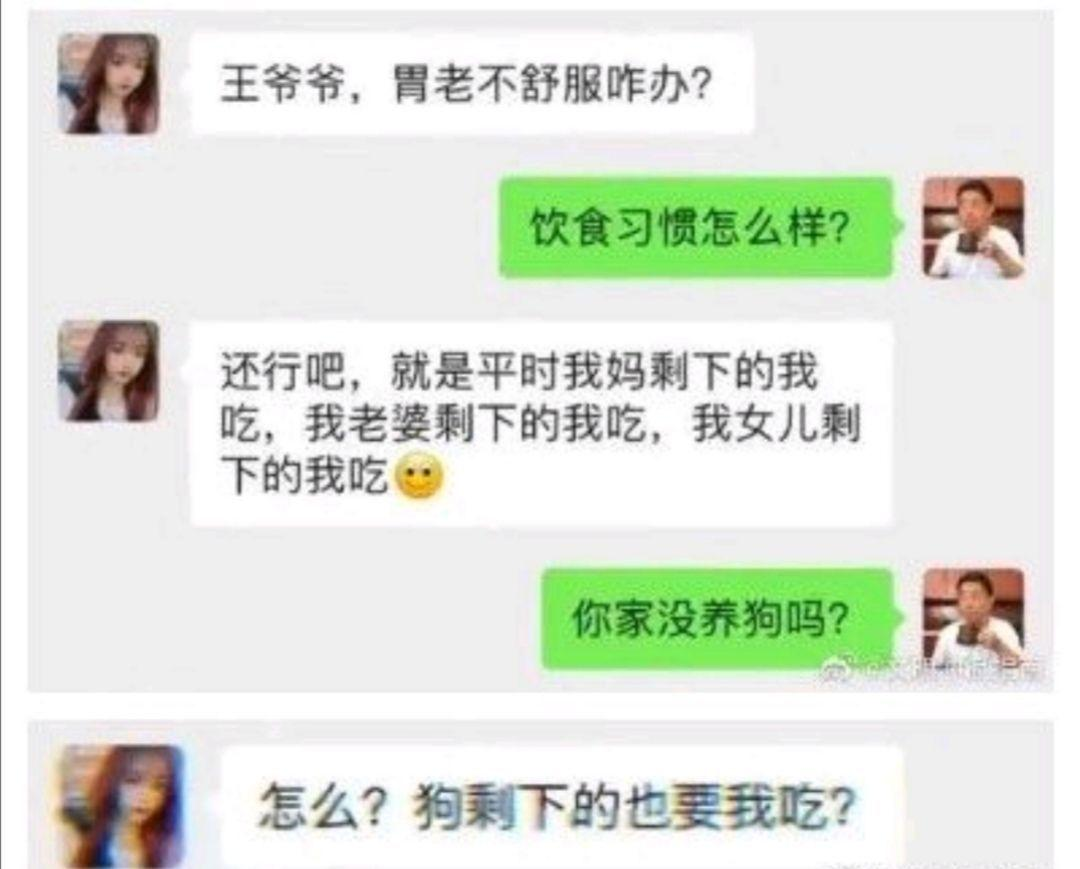 王爷爷，胃老不舒服咋办？
饮食习惯怎么样？
还行吧，就是平时我妈剩下的我
吃，我老婆剩下的我吃，我女儿剩
下的我吃
你家没养狗吗？
怎么？狗剩下的也要我吃？